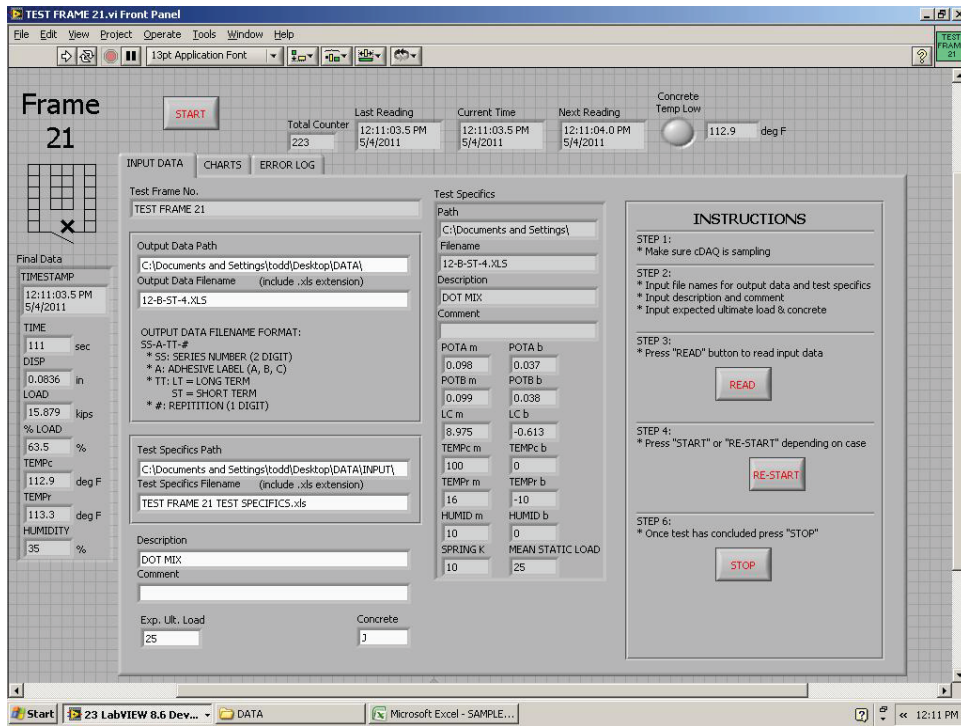 TEST FRAME 21.vi Front Panel
File Edit View Project Operate Tools Window Help
13pt Application Font
TEST
FRAM
21
Frame
21
START
Total Counter
223
Last Reading
12:11:03.5 PM
5/4/2011
Current Time
12:11:03.5 PM
5/4/2011
Next Reading
12:11:04.0 PM
5/4/2011
Concrete
Temp Low
112.9 deg F
Final Data
TIMESTAMP
12:11:03.5 PM
5/4/2011
TIME
111 sec
DISP
0.0836 in
LOAD
15.879 kips
% LOAD
63.5 %
TEMPc
112.9 deg F
TEMPr
113.3 deg F
HUMIDITY
35 %
INPUT DATA CHARTS ERROR LOG
Test Frame No.
TEST FRAME 21
Output Data Path
C:\Documents and Settings\todd\Desktop\DATA\
Output Data Filename (include .xls extension)
12-B-ST-4.XLS
OUTPUT DATA FILENAME FORMAT:
SS-A-TT-#
* SS: SERIES NUMBER (2 DIGIT)
* A: ADHESIVE LABEL (A, B, C)
* TT: LT = LONG TERM
ST = SHORT TERM
* #: REPITITION (1 DIGIT)
Test Specifics Path
C:\Documents and Settings\todd\Desktop\DATA\INPUT\
Test Specifics Filename (include .xls extension)
TEST FRAME 21 TEST SPECIFICS.xls
Description
DOT MIX
Comment
Exp. Ult. Load
25
Concrete
J
Test Specifics
Path
C:\Documents and Settings\
Filename
12-B-ST-4.XLS
Description
DOT MIX
Comment
POTA m POTA b
0.098 0.037
POTB m POTB b
0.099 0.038
LC m LC b
8.975 -0.613
TEMPc m TEMPc b
100 0
TEMPr m TEMPr b
16 -10
HUMID m HUMID b
10 0
SPRING K MEAN STATIC LOAD
10 25
INSTRUCTIONS
STEP 1:
* Make sure cDAQ is sampling
STEP 2:
* Input file names for output data and test specifics
* Input description and comment
* Input expected ultimate load & concrete
STEP 3:
* Press "READ" button to read input data
READ
STEP 4:
* Press "START" or "RE-START" depending on case
RE-START
STEP 6:
* Once test has concluded press "STOP"
STOP
Start 23 LabVIEW 8.6 Dev... DATA Microsoft Excel - SAMPLE... « 12:11 PM